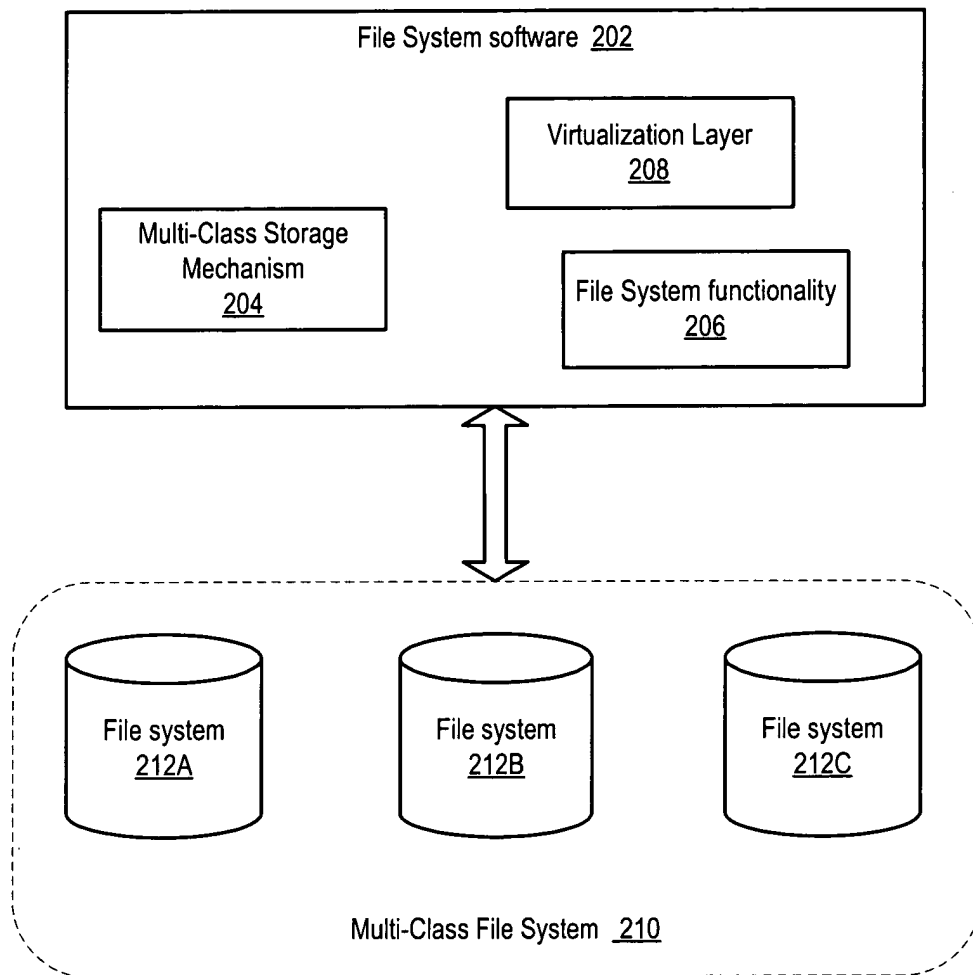 File System software 202
Virtualization Layer
208
Multi-Class Storage
Mechanism
204
File System functionality
206
File system
212A
File system
212B
File system
212C
Multi-Class File System 210